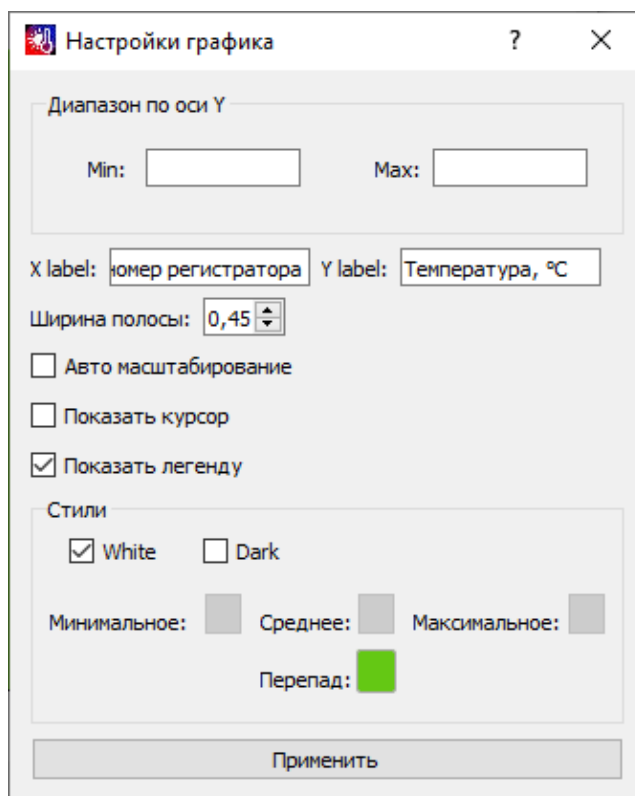 Настройки графика ?
Диапазон по оси Y
Min: Max:
X label: номер регистратора Y label: Температура, °C
Ширина полосы: 0,45
Авто масштабирование
Показать курсор
Показать легенду
Стили
White Dark
Минимальное: Среднее: Максимальное:
Перепад:
Применить